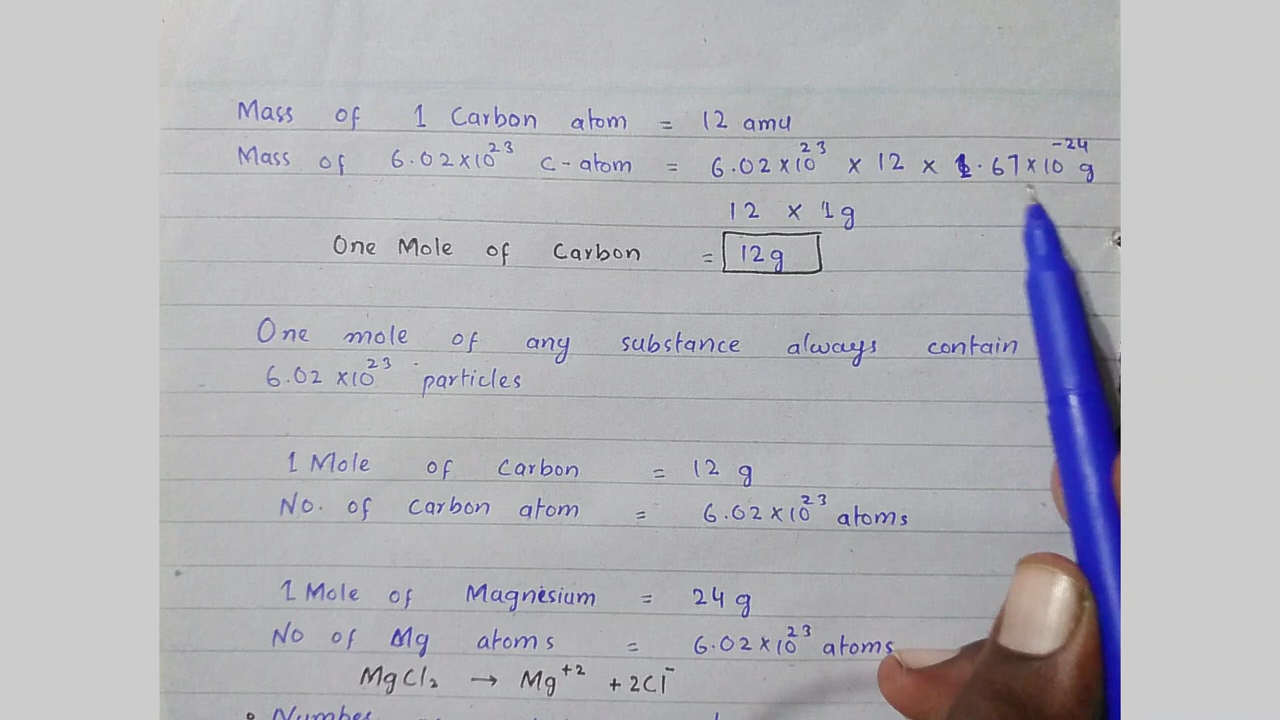 Mass of 1 Carbon atom = 12 amu
Mass of 6.02×10²³ C-atom = 6.02×10²³ × 12 × 1.67×10⁻²⁴ g
12 × 1g
One Mole of Carbon = 12g
One mole of any substance always contain
6.02×10²³ particles
1 Mole of Carbon = 12 g
No. of Carbon atom = 6.02×10²³ atoms
1 Mole of Magnesium = 24 g
No of Mg atoms = 6.02×10²³ atoms
MgCl₂ → Mg⁺² + 2Cl⁻
• Number